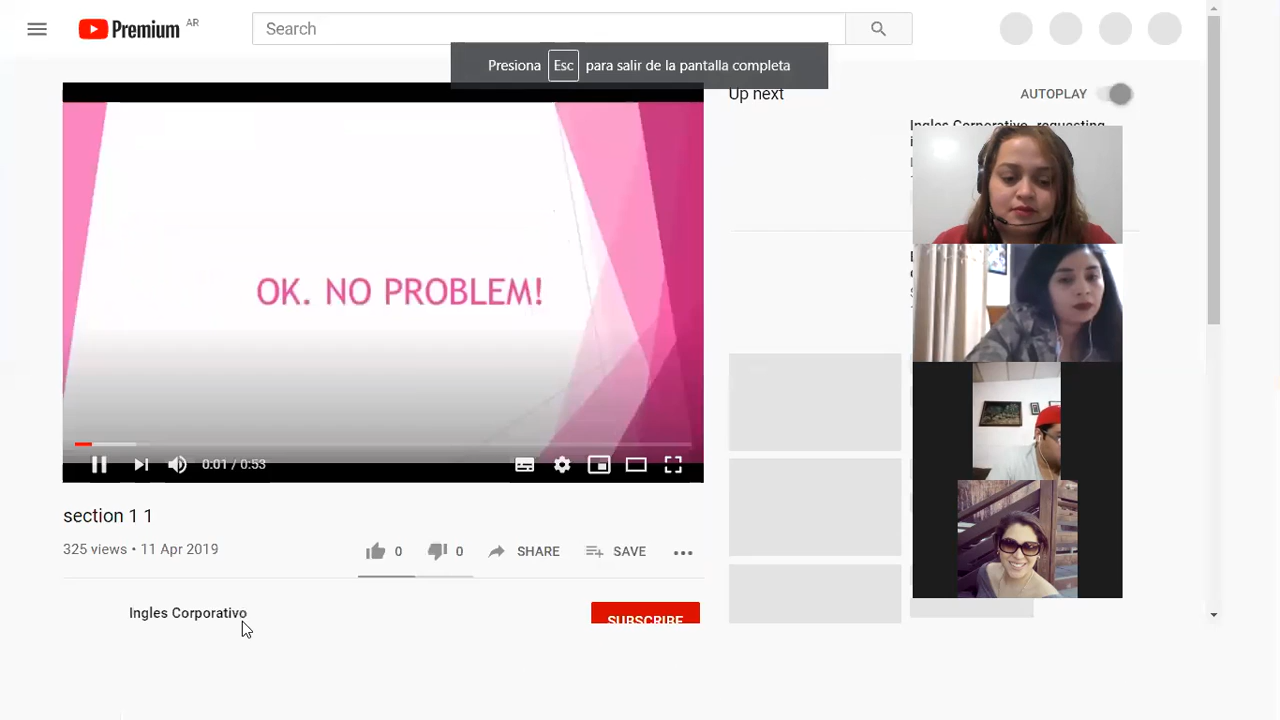 Premium AR
Search
Presiona Esc para salir de la pantalla completa
Up next
AUTOPLAY
Ingles Corporativo requesting
OK. NO PROBLEM!
0:01 / 0:53
section 1 1
325 views • 11 Apr 2019
0
0
SHARE
SAVE
Ingles Corporativo
SUBSCRIBE